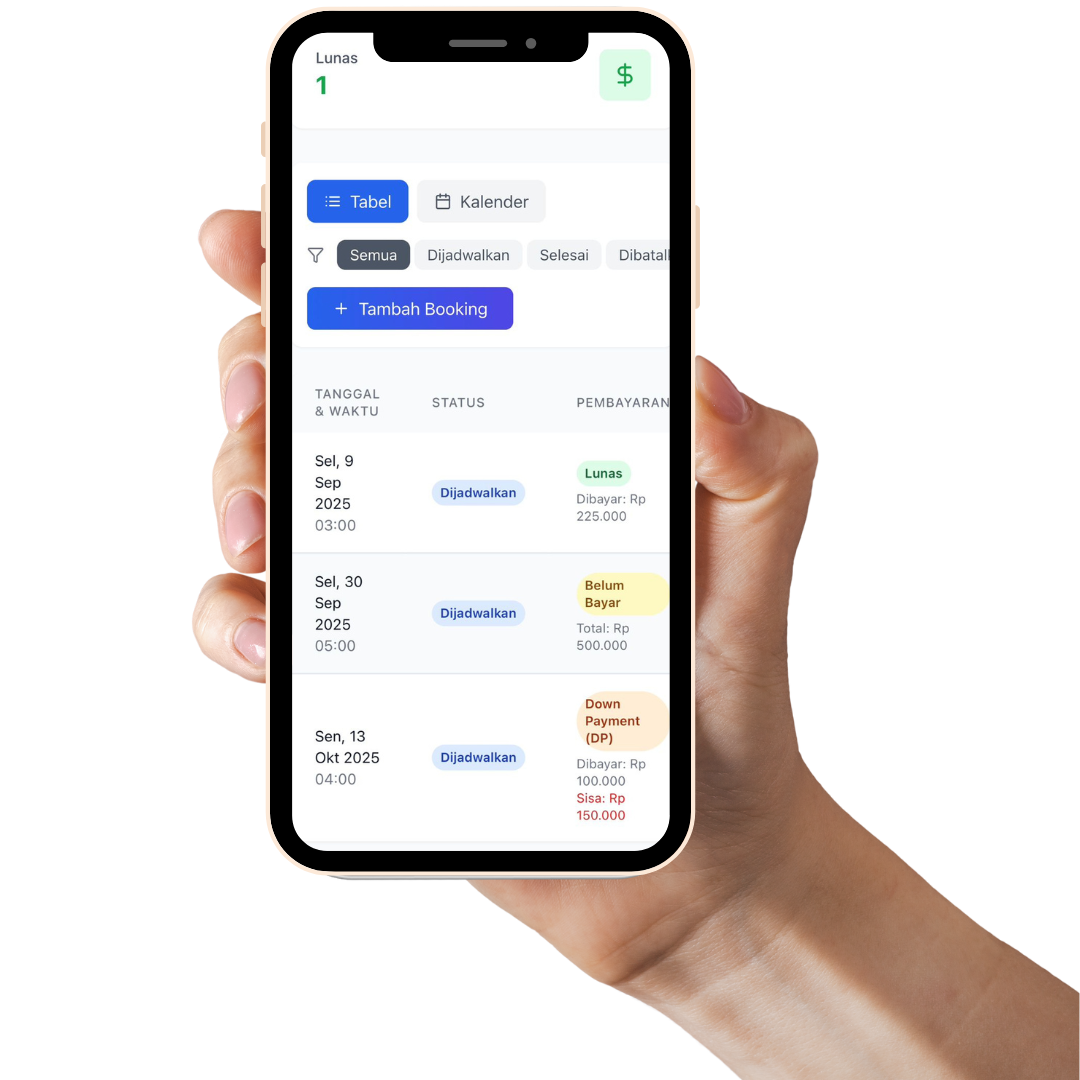 Lunas
1
Tabel
Kalender
Semua
Dijadwalkan
Selesai
Dibatall
+ Tambah Booking
TANGGAL
& WAKTU
STATUS
PEMBAYARAN
Sel, 9
Sep
2025
03:00
Dijadwalkan
Lunas
Dibayar: Rp
225.000
Sel, 30
Sep
2025
05:00
Dijadwalkan
Belum
Bayar
Total: Rp
500.000
Sen, 13
Okt 2025
04:00
Dijadwalkan
Down
Payment
(DP)
Dibayar: Rp
100.000
Sisa: Rp
150.000